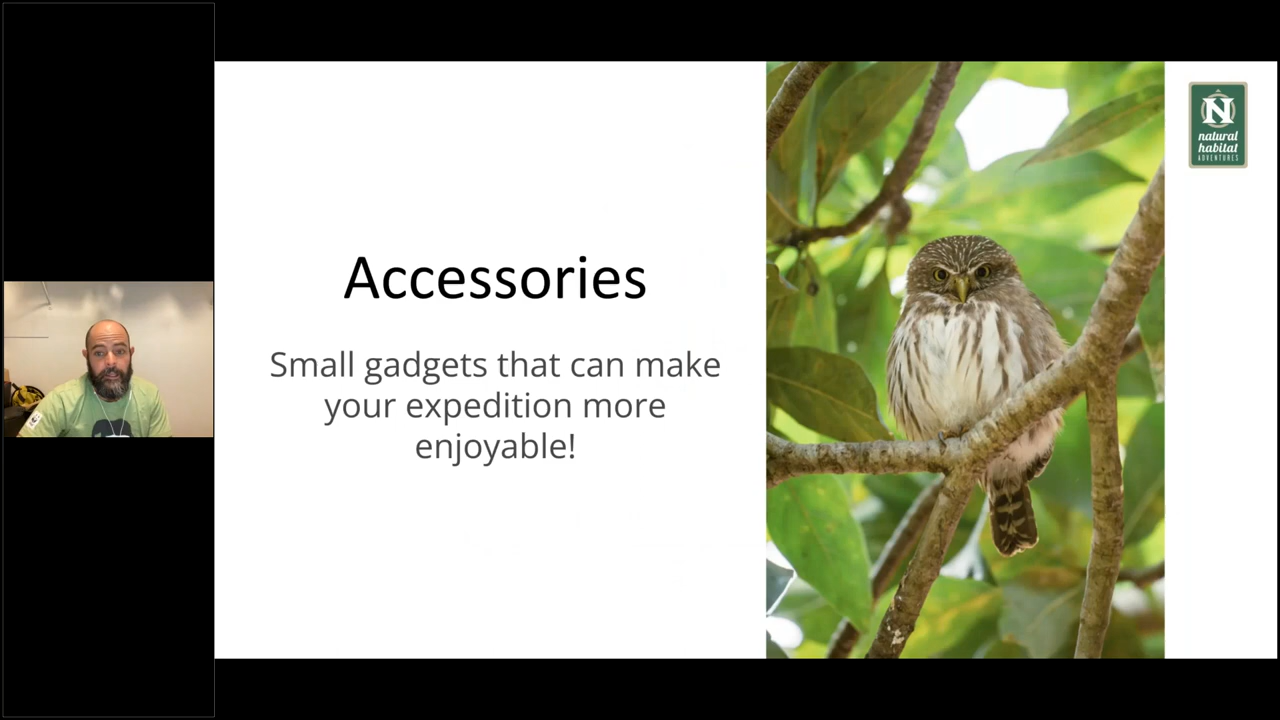 Accessories
Small gadgets that can make
your expedition more
enjoyable!
N
natural
habitat
ADVENTURES